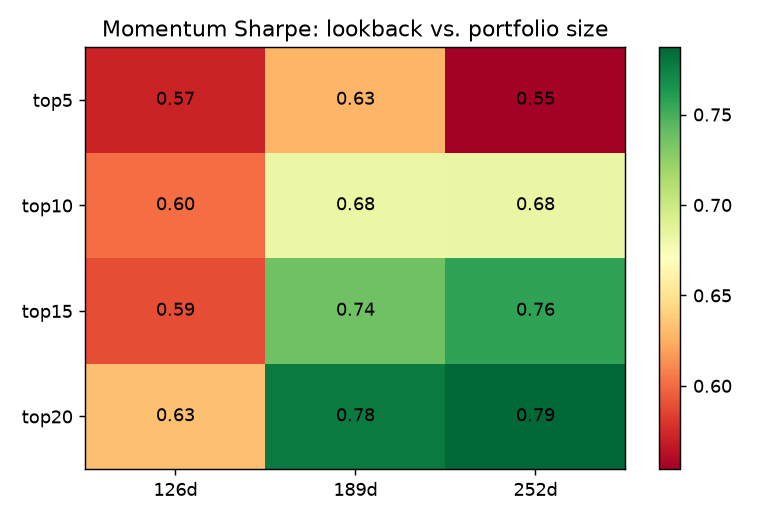 Momentum Sharpe: lookback vs. portfolio size
top5 0.57 0.63 0.55
0.75
top10 0.60 0.68 0.68
0.70
0.65
top15 0.59 0.74 0.76
0.60
top20 0.63 0.78 0.79
126d 189d 252d